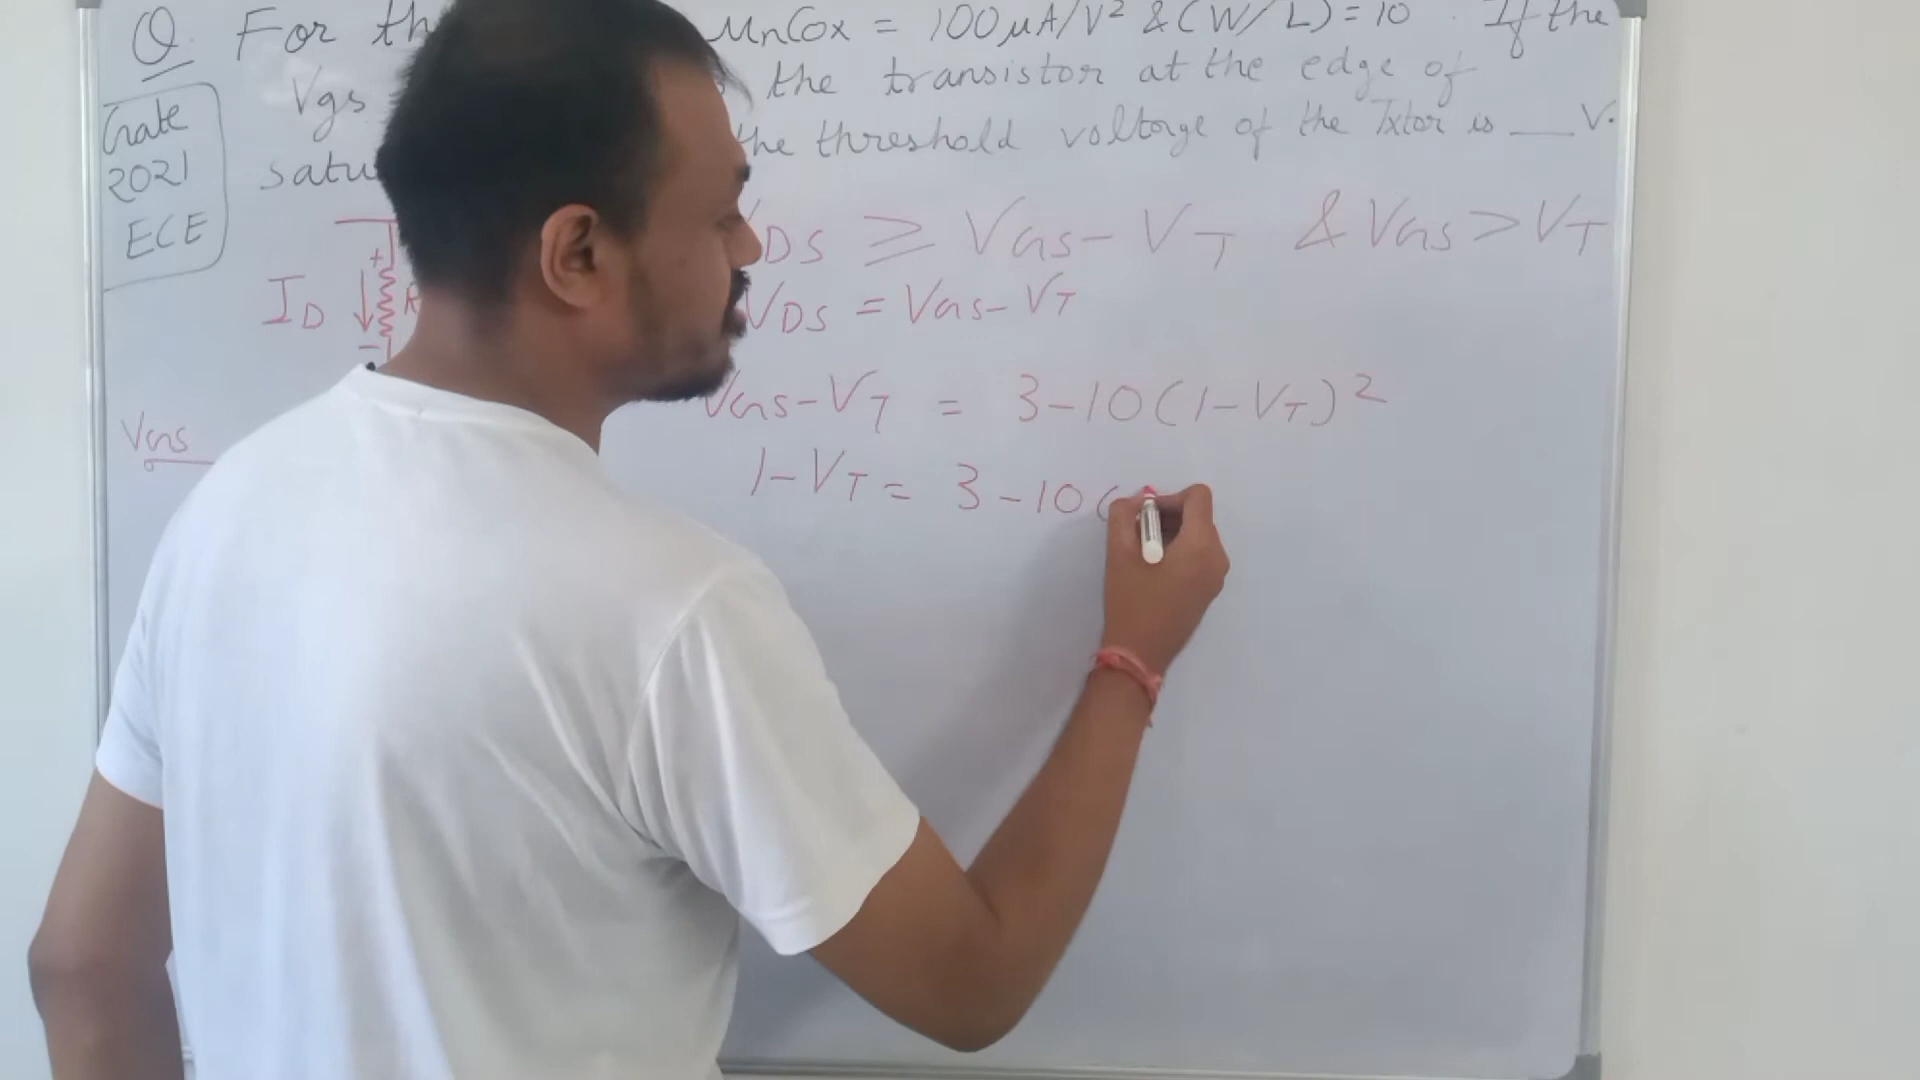 Q. For th μnCox = 100μA/V² & (W/L) = 10. If the
Vgs the transistor at the edge of
satu the threshold voltage of the Txtor is ___ V.
Gate
2021
ECE
DS ≥ VGS - VT & VGS > VT
VDS = VGS - VT
VGS - VT = 3 - 10(1 - VT)²
1 - VT = 3 - 10(
+
ID
R
-
VGS